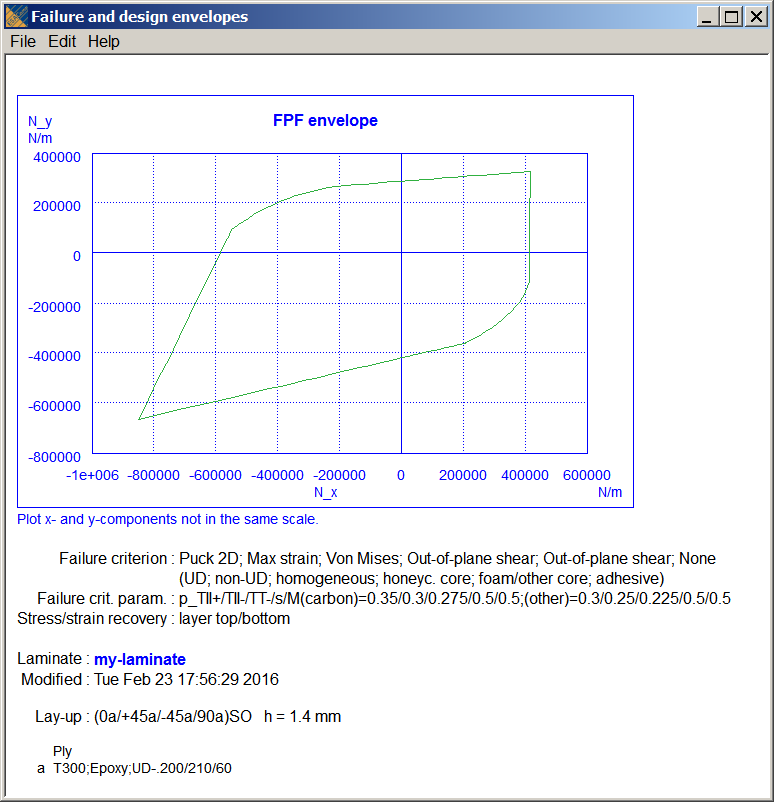 Failure and design envelopes
File Edit Help
FPF envelope
N_y
N/m
400000
200000
0
-200000
-400000
-600000
-800000
-1e+006 -800000 -600000 -400000 -200000 0 200000 400000 600000
N_x N/m
Plot x- and y-components not in the same scale.
Failure criterion : Puck 2D; Max strain; Von Mises; Out-of-plane shear; Out-of-plane shear; None
(UD; non-UD; homogeneous; honeyc. core; foam/other core; adhesive)
Failure crit. param. : p_Tll+/Tll-/TT-/s/M(carbon)=0.35/0.3/0.275/0.5/0.5;(other)=0.3/0.25/0.225/0.5/0.5
Stress/strain recovery : layer top/bottom
Laminate : my-laminate
Modified : Tue Feb 23 17:56:29 2016
Lay-up : (0a/+45a/-45a/90a)SO h = 1.4 mm
Ply
a T300;Epoxy;UD-.200/210/60